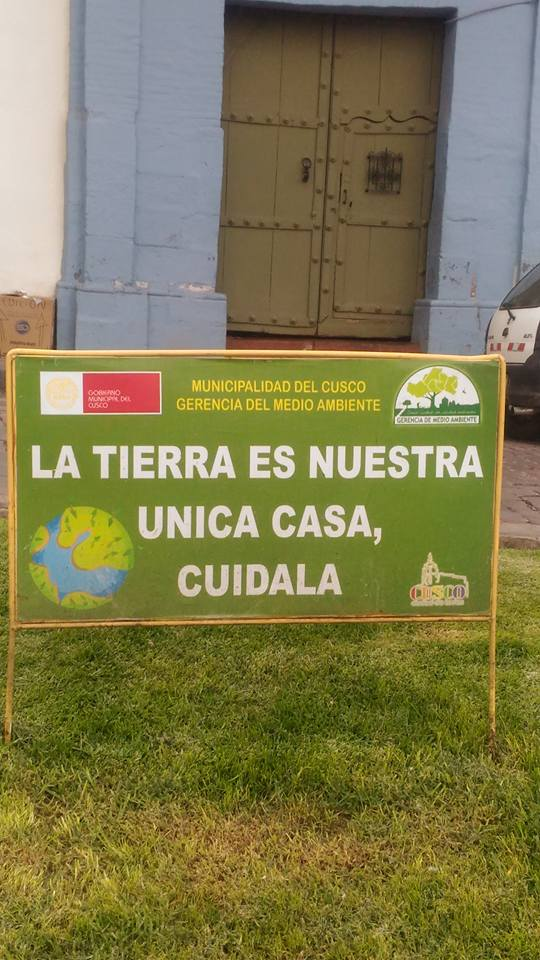 GOBIERNO
MUNICIPAL DEL
CUSCO
MUNICIPALIDAD DEL CUSCO
GERENCIA DEL MEDIO AMBIENTE
GERENCIA DE MEDIO AMBIENTE
LA TIERRA ES NUESTRA
UNICA CASA,
CUIDALA
CUSCO